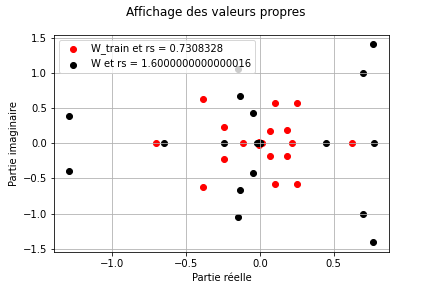 Affichage des valeurs propres
W_train et rs = 0.7308328
W et rs = 1.6000000000000016
Partie imaginaire
1.5
1.0
0.5
0.0
−0.5
−1.0
−1.5
−1.0
−0.5
0.0
0.5
Partie réelle